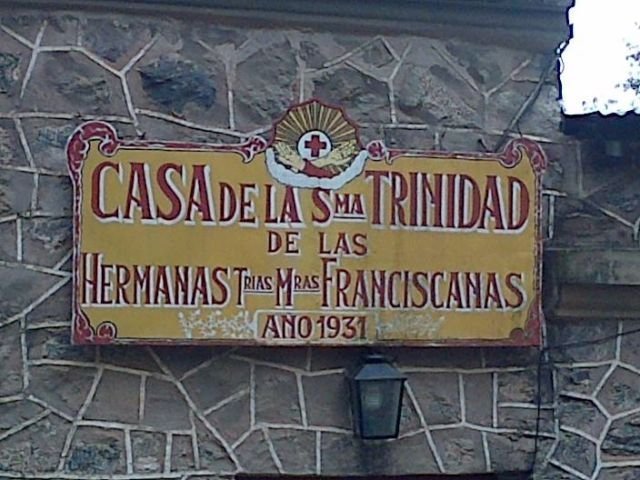 CASA DE LA SMA TRINIDAD
DE LAS
HERMANAS TRIAS MRAS FRANCISCANAS
AÑO 1931